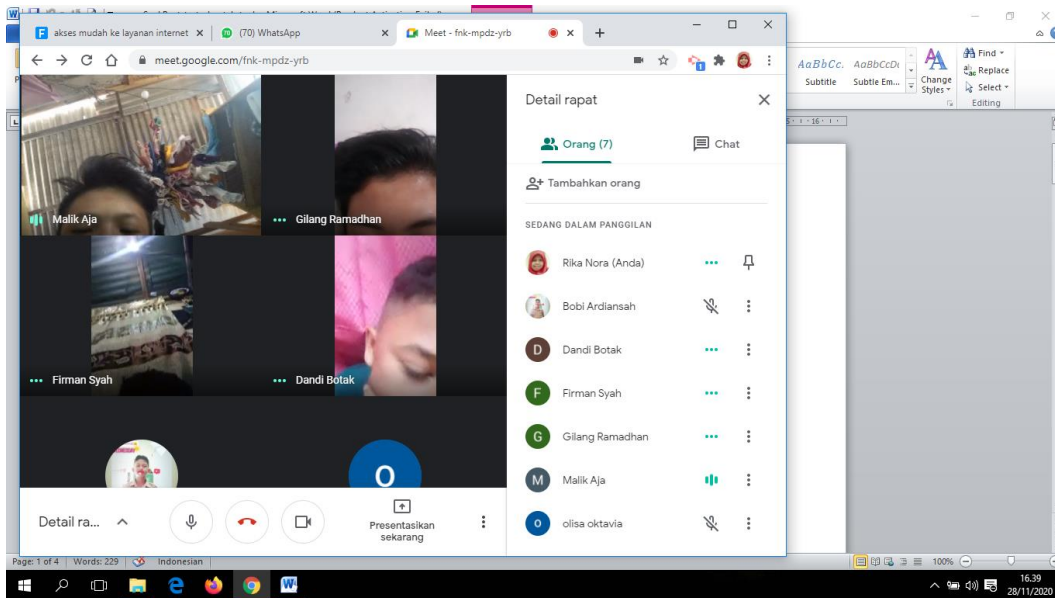 akses mudah ke layanan internet
(70) WhatsApp
Meet - fnk-mpdz-yrb
meet.google.com/fnk-mpdz-yrb
Malik Aja
Gilang Ramadhan
Firman Syah
Dandi Botak
O
Detail ra...
Presentasikan
sekarang
Detail rapat
Orang (7)
Chat
Tambahkan orang
SEDANG DALAM PANGGILAN
Rika Nora (Anda)
Bobi Ardiansah
D
Dandi Botak
F
Firman Syah
G
Gilang Ramadhan
M
Malik Aja
o
olisa oktavia
AaBbCc.
AaBbCcDc
Subtitle
Subtle Em...
Change
Styles
Find
Replace
Select
Editing
16
Page: 1 of 4
Words: 229
Indonesian
100%
16.39
28/11/2020